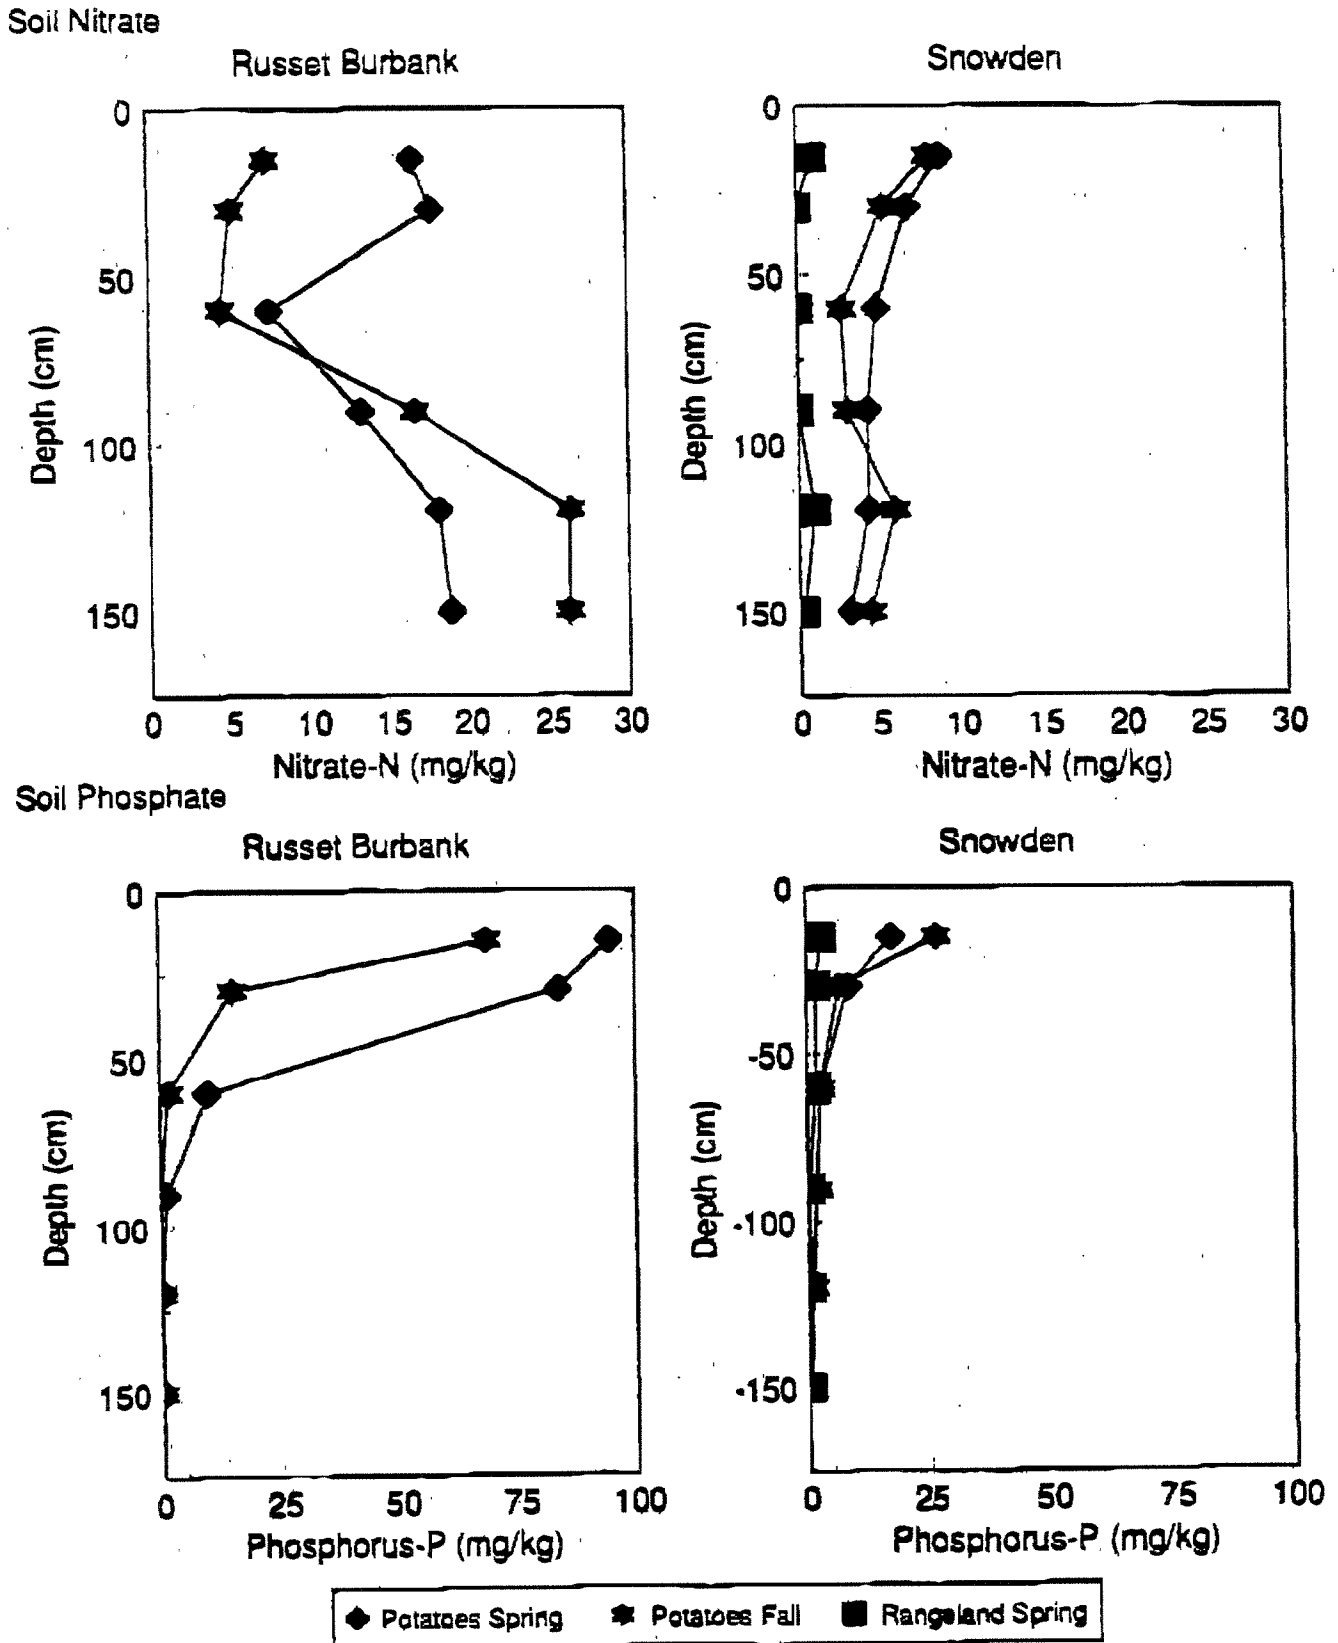 Soil Nitrate
Russet Burbank
0
50
100
150
Depth (cm)
0 5 10 15 20 25 30
Nitrate-N (mg/kg)
Snowden
0
50
100
150
Depth (cm)
0 5 10 15 20 25 30
Nitrate-N (mg/kg)
Soil Phosphate
Russet Burbank
0
50
100
150
Depth (cm)
0 25 50 75 100
Phosphorus-P (mg/kg)
Snowden
0
-50
-100
-150
Depth (cm)
0 25 50 75 100
Phosphorus-P (mg/kg)
Potatoes Spring Potatoes Fall Rangeland Spring